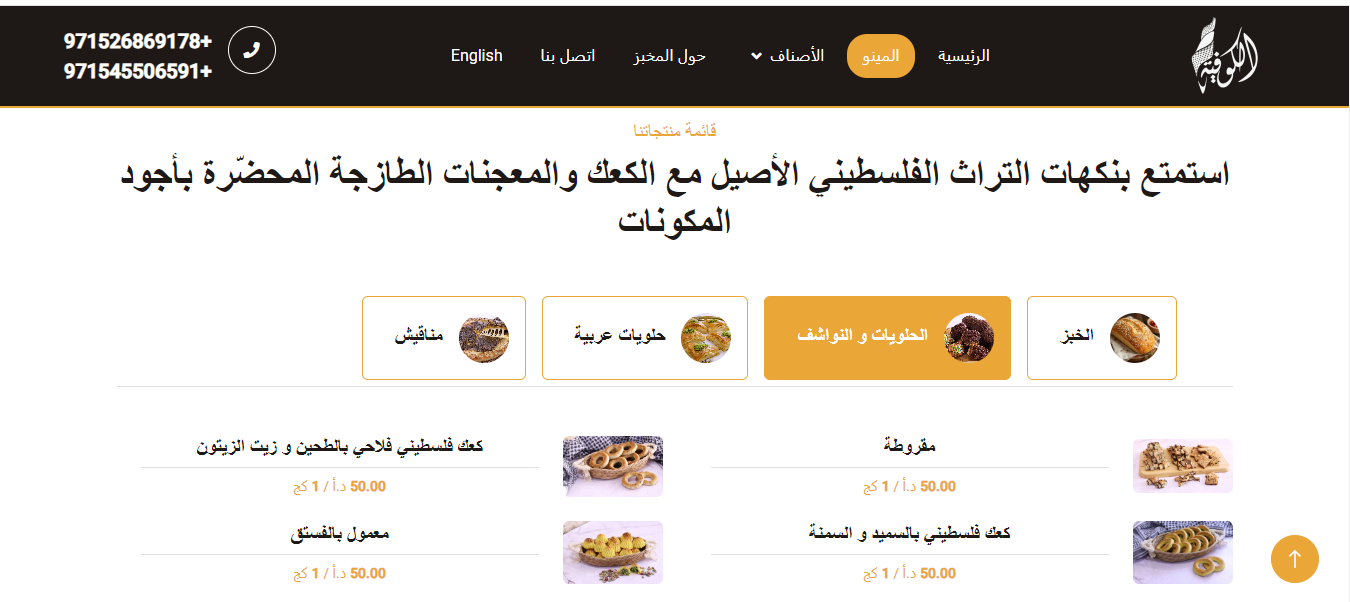 الكوفية
الرئيسية
المينو
الأصناف
حول المخبز
اتصل بنا
English
971526869178+
971545506591+
قائمة منتجاتنا
استمتع بنكهات التراث الفلسطيني الأصيل مع الكعك والمعجنات الطازجة المحضّرة بأجود
المكونات
الخبز
الحلويات و النواشف
حلويات عربية
مناقيش
مقروطة
50.00 د.أ / 1 كج
كعك فلسطيني فلاحي بالطحين و زيت الزيتون
50.00 د.أ / 1 كج
كعك فلسطيني بالسميد و السمنة
50.00 د.أ / 1 كج
معمول بالفستق
50.00 د.أ / 1 كج